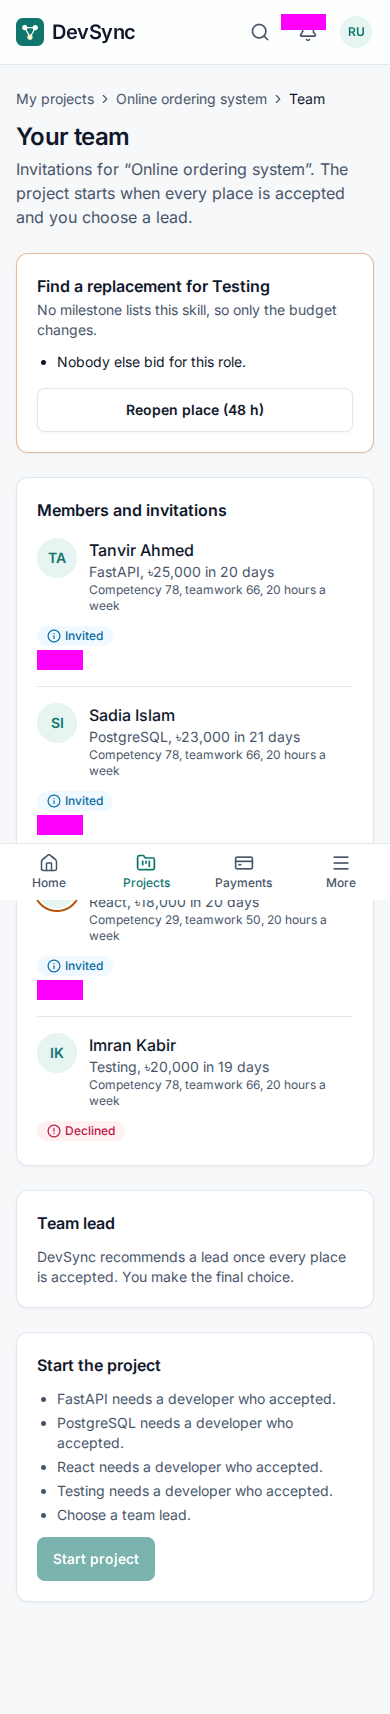 DevSync
RU
My projects > Online ordering system > Team
Your team
Invitations for “Online ordering system”. The
project starts when every place is accepted
and you choose a lead.
Find a replacement for Testing
No milestone lists this skill, so only the budget
changes.
• Nobody else bid for this role.
Reopen place (48 h)
Members and invitations
TA
Tanvir Ahmed
FastAPI, ৳25,000 in 20 days
Competency 78, teamwork 66, 20 hours a
week
Invited
SI
Sadia Islam
PostgreSQL, ৳23,000 in 21 days
Competency 78, teamwork 66, 20 hours a
week
Invited
Home
Projects
Payments
More
React, ৳18,000 in 20 days
Competency 29, teamwork 50, 20 hours a
week
Invited
IK
Imran Kabir
Testing, ৳20,000 in 19 days
Competency 78, teamwork 66, 20 hours a
week
Declined
Team lead
DevSync recommends a lead once every place
is accepted. You make the final choice.
Start the project
• FastAPI needs a developer who accepted.
• PostgreSQL needs a developer who
accepted.
• React needs a developer who accepted.
• Testing needs a developer who accepted.
• Choose a team lead.
Start project